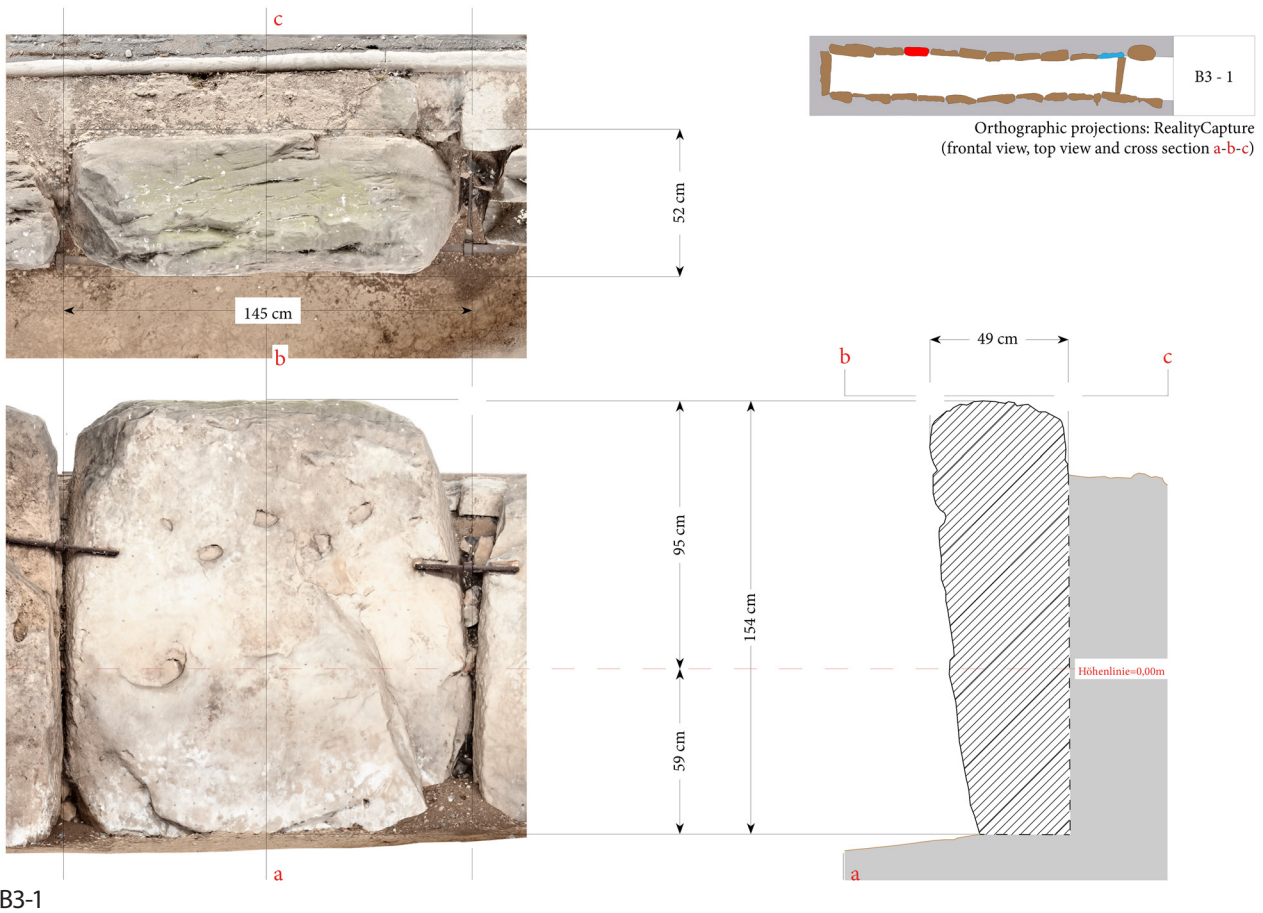 c
B3 - 1
Orthographic projections: RealityCapture
(frontal view, top view and cross section a-b-c)
52 cm
145 cm
b
49 cm
b
c
95 cm
154 cm
Höhenlinie=0,00m
59 cm
a
a
B3-1